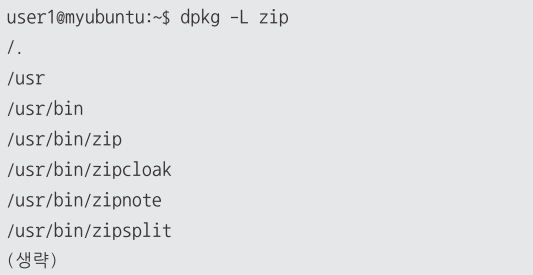 user1@myubuntu:~$ dpkg -L zip
/.
/usr
/usr/bin
/usr/bin/zip
/usr/bin/zipcloak
/usr/bin/zipnote
/usr/bin/zipsplit
(생략)